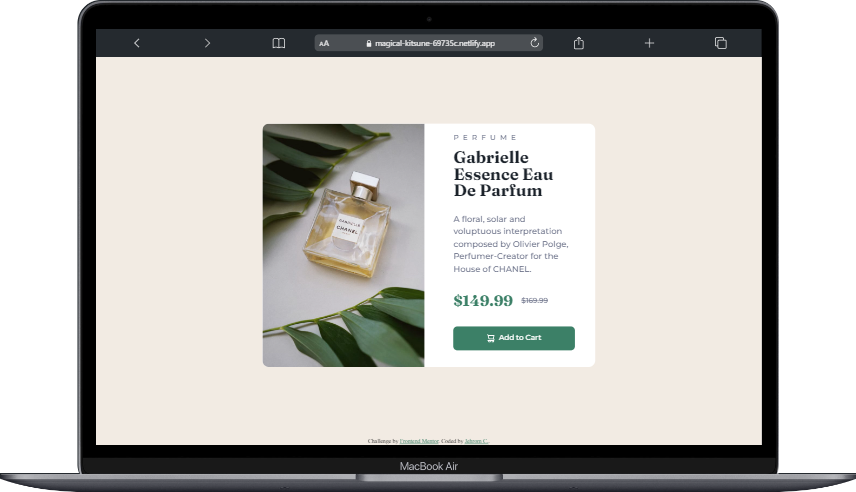 AA
magical-kitsune-69735c.netlify.app
PERFUME
Gabrielle
Essence Eau
De Parfum
GABRIELLE
CHANEL
A floral, solar and
voluptuous interpretation
composed by Olivier Polge,
Perfumer-Creator for the
House of CHANEL.
$149.99 $169.99
Add to Cart
Challenge by Frontend Mentor. Coded by
MacBook Air